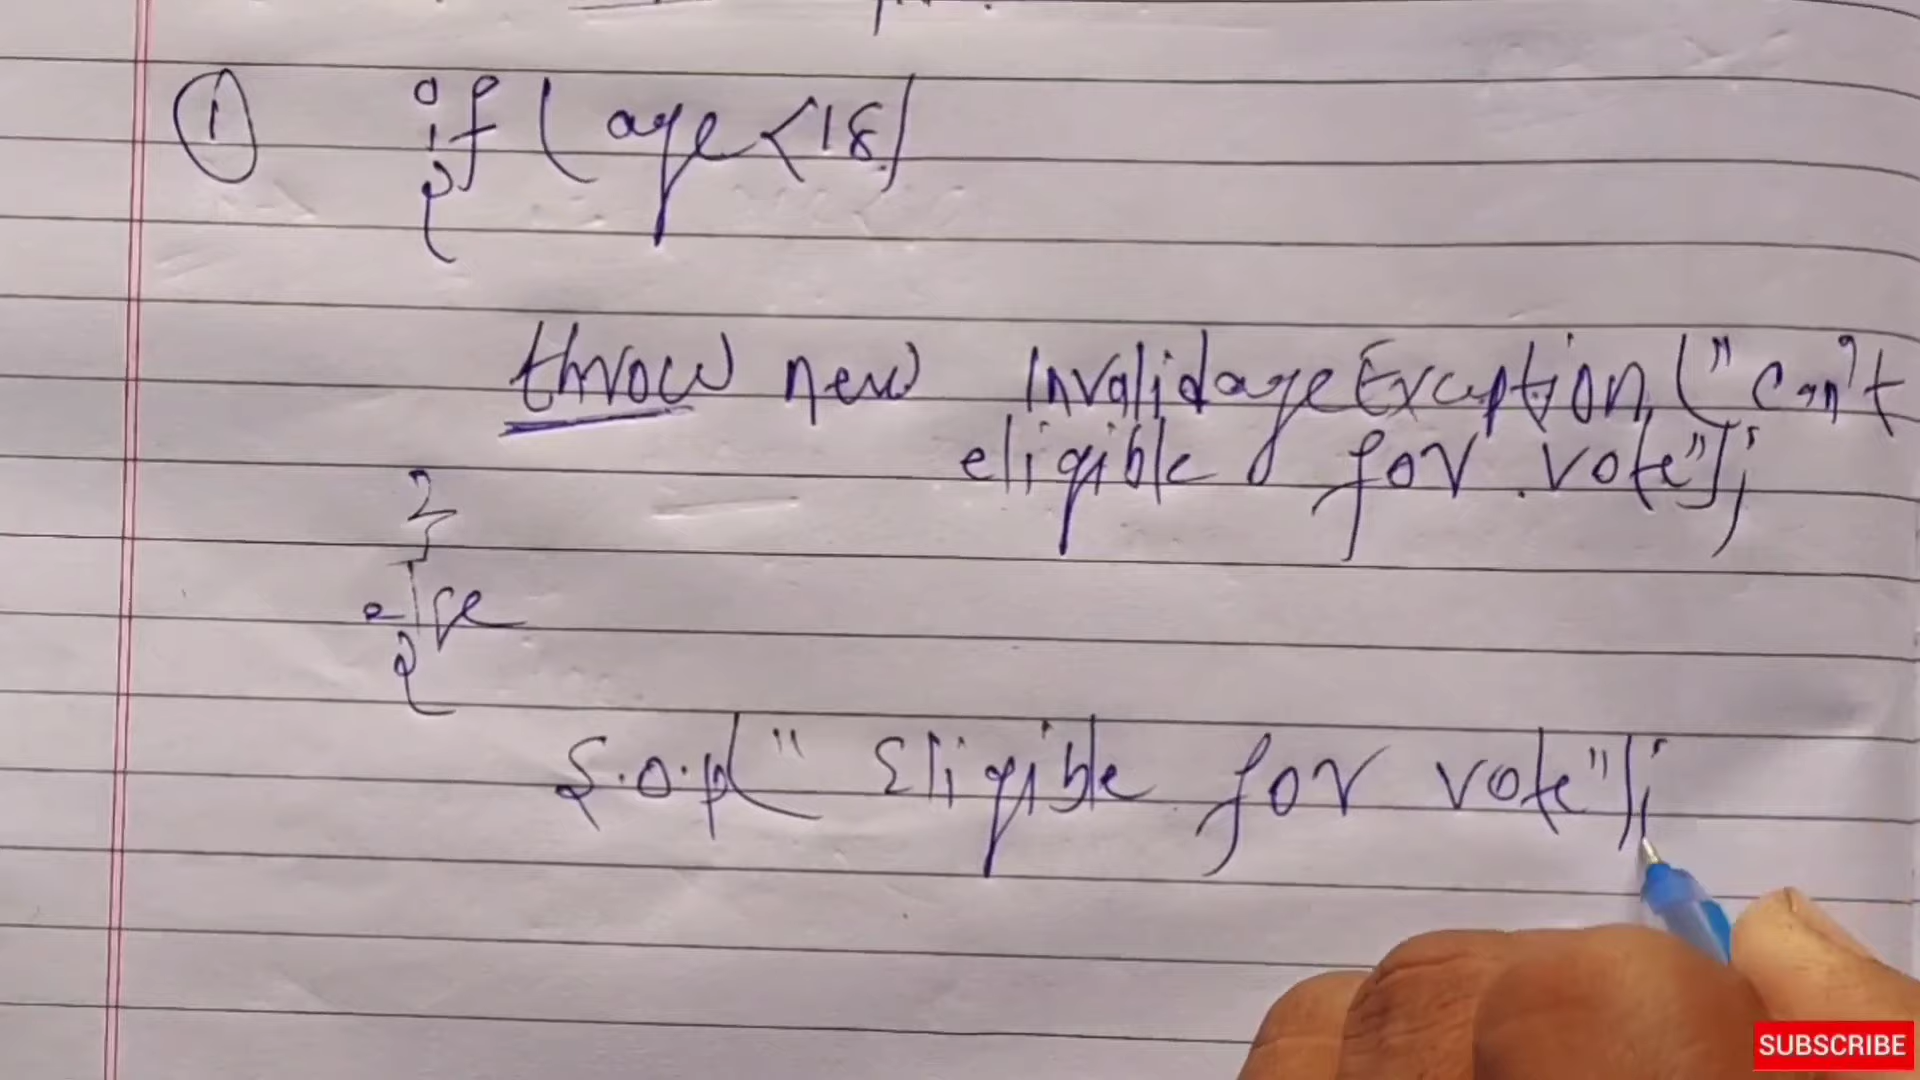 ① if (age<18)
{
throw new InvalidageException ("Can't
eligible for vote");
}
else
{
S.o.p(" Eligible for vote");
SUBSCRIBE